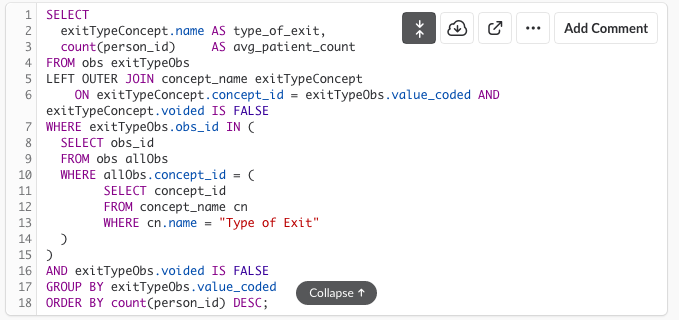 1 SELECT
2   exitTypeConcept.name AS type_of_exit,
3   count(person_id)     AS avg_patient_count
4 FROM obs exitTypeObs
5 LEFT OUTER JOIN concept_name exitTypeConcept
6     ON exitTypeConcept.concept_id = exitTypeObs.value_coded AND
exitTypeConcept.voided IS FALSE
7 WHERE exitTypeObs.obs_id IN (
8   SELECT obs_id
9   FROM obs allObs
10   WHERE allObs.concept_id = (
11         SELECT concept_id
12         FROM concept_name cn
13         WHERE cn.name = "Type of Exit"
14   )
15 )
16 AND exitTypeObs.voided IS FALSE
17 GROUP BY exitTypeObs.value_coded
18 ORDER BY count(person_id) DESC;
Add Comment
Collapse ↑